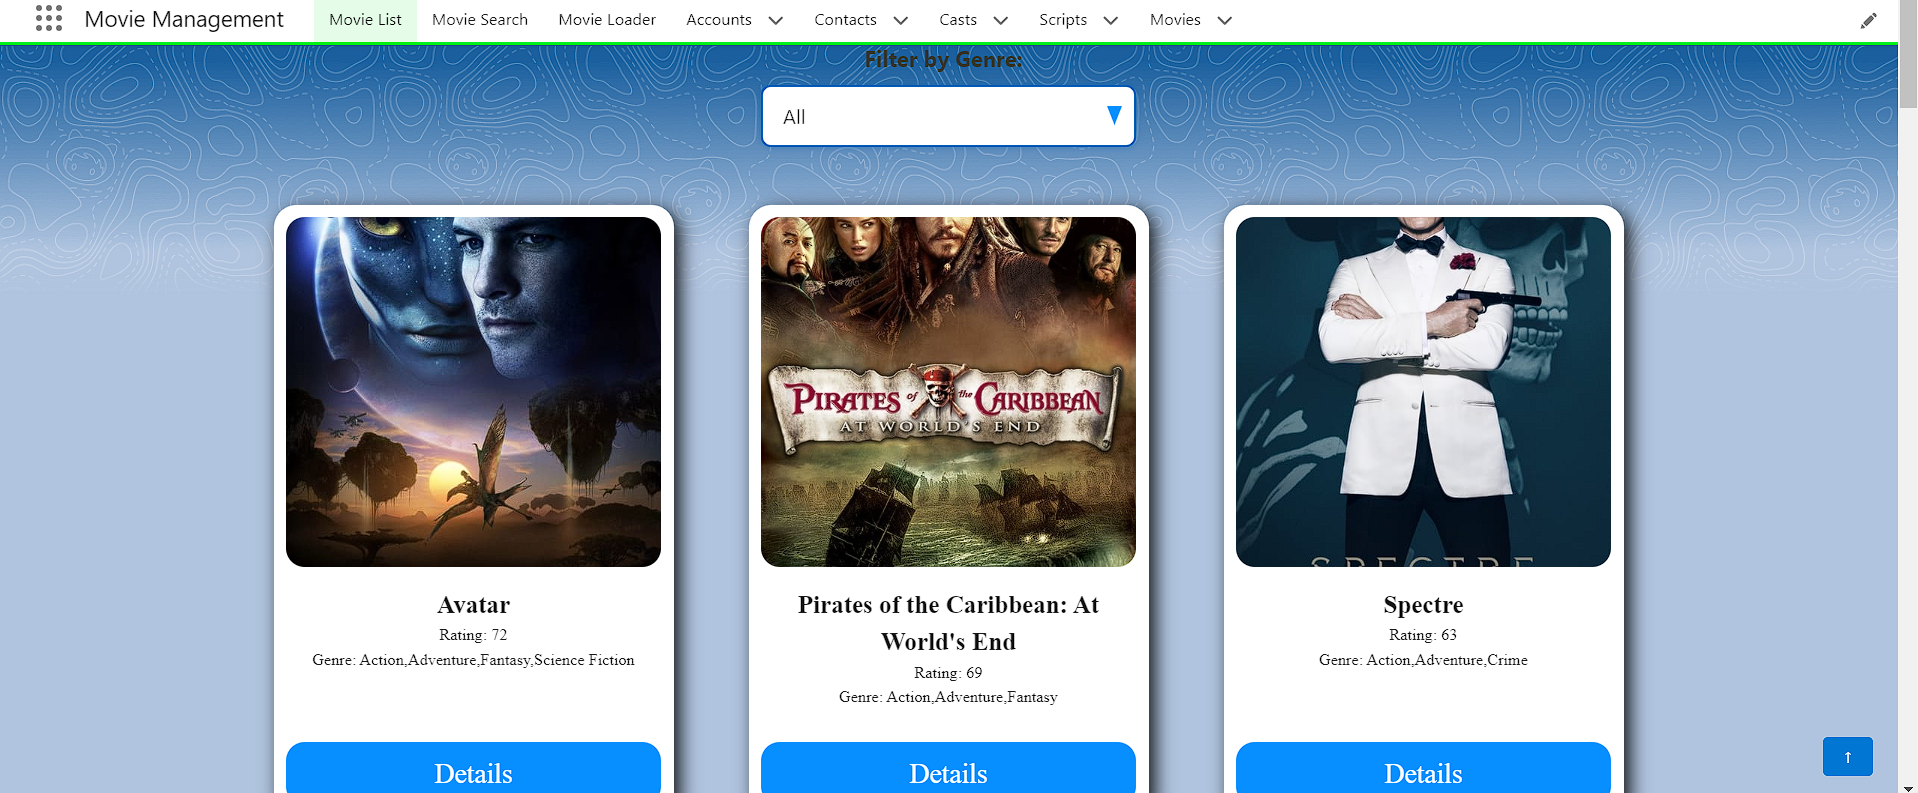 Movie Management
Movie List
Movie Search
Movie Loader
Accounts
Contacts
Casts
Scripts
Movies
Filter by Genre:
All
PIRATES of the CARIBBEAN
AT WORLD'S END
SPECTRE
Avatar
Rating: 72
Genre: Action,Adventure,Fantasy,Science Fiction
Details
Pirates of the Caribbean: At
World's End
Rating: 69
Genre: Action,Adventure,Fantasy
Details
Spectre
Rating: 63
Genre: Action,Adventure,Crime
Details
↑